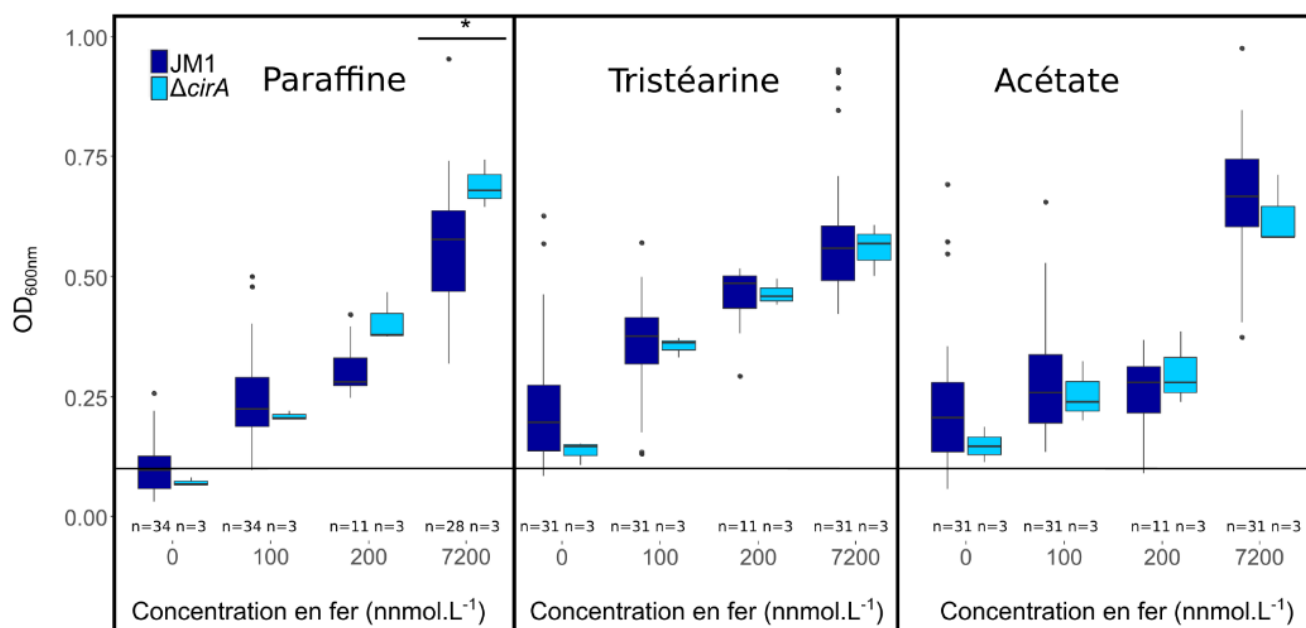 1.00
0.75
0.50
0.25
0.00
OD600nm
JM1
ΔcirA
*
Paraffine
Tristéarine
Acétate
n=34 n=3 n=34 n=3 n=11 n=3 n=28 n=3
n=31 n=3 n=31 n=3 n=11 n=3 n=31 n=3
n=31 n=3 n=31 n=3 n=11 n=3 n=31 n=3
0 100 200 7200
0 100 200 7200
0 100 200 7200
Concentration en fer (nnmol.L⁻¹)
Concentration en fer (nnmol.L⁻¹)
Concentration en fer (nnmol.L⁻¹)